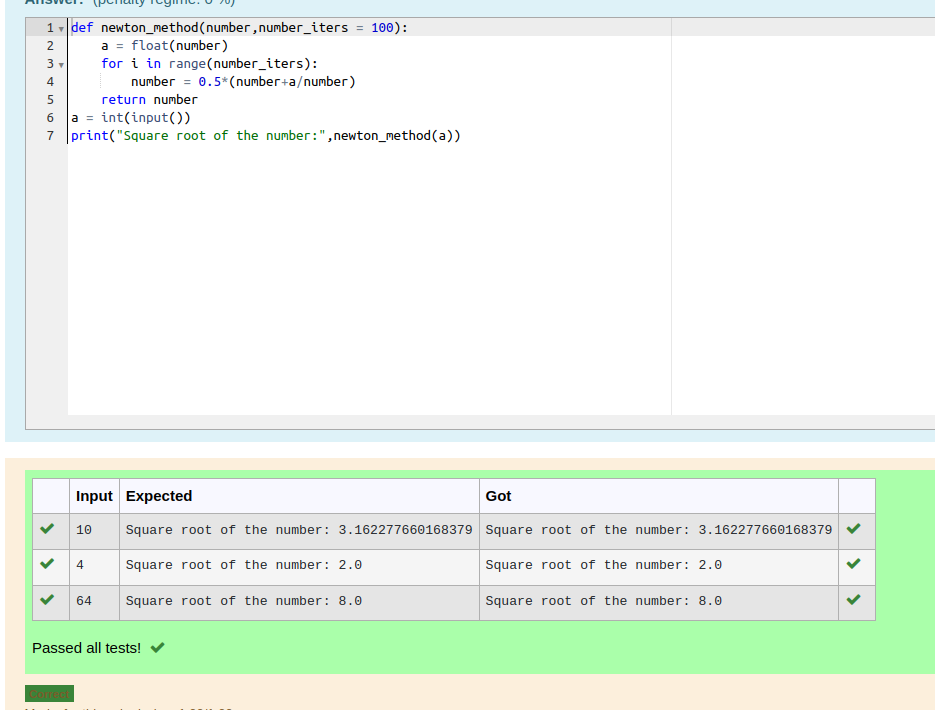 Answer: (penalty regime: 0 %)
1 def newton_method(number,number_iters = 100):
2     a = float(number)
3     for i in range(number_iters):
4         number = 0.5*(number+a/number)
5     return number
6 a = int(input())
7 print("Square root of the number:",newton_method(a))
Input Expected Got
10 Square root of the number: 3.162277660168379 Square root of the number: 3.162277660168379
4 Square root of the number: 2.0 Square root of the number: 2.0
64 Square root of the number: 8.0 Square root of the number: 8.0
Passed all tests!
Correct